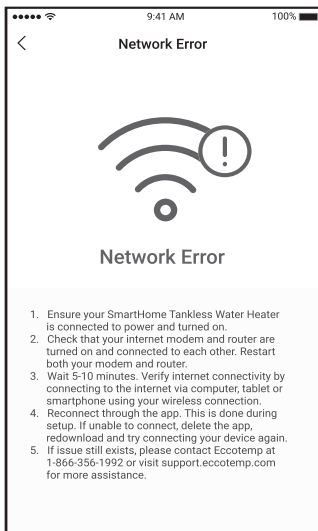 9:41 AM 100%
Network Error
!
Network Error
1. Ensure your SmartHome Tankless Water Heater
is connected to power and turned on.
2. Check that your internet modem and router are
turned on and connected to each other. Restart
both your modem and router.
3. Wait 5-10 minutes. Verify internet connectivity by
connecting to the internet via computer, tablet or
smartphone using your wireless connection.
4. Reconnect through the app. This is done during
setup. If unable to connect, delete the app,
redownload and try connecting your device again.
5. If issue still exists, please contact Eccotemp at
1-866-356-1992 or visit support.eccotemp.com
for more assistance.